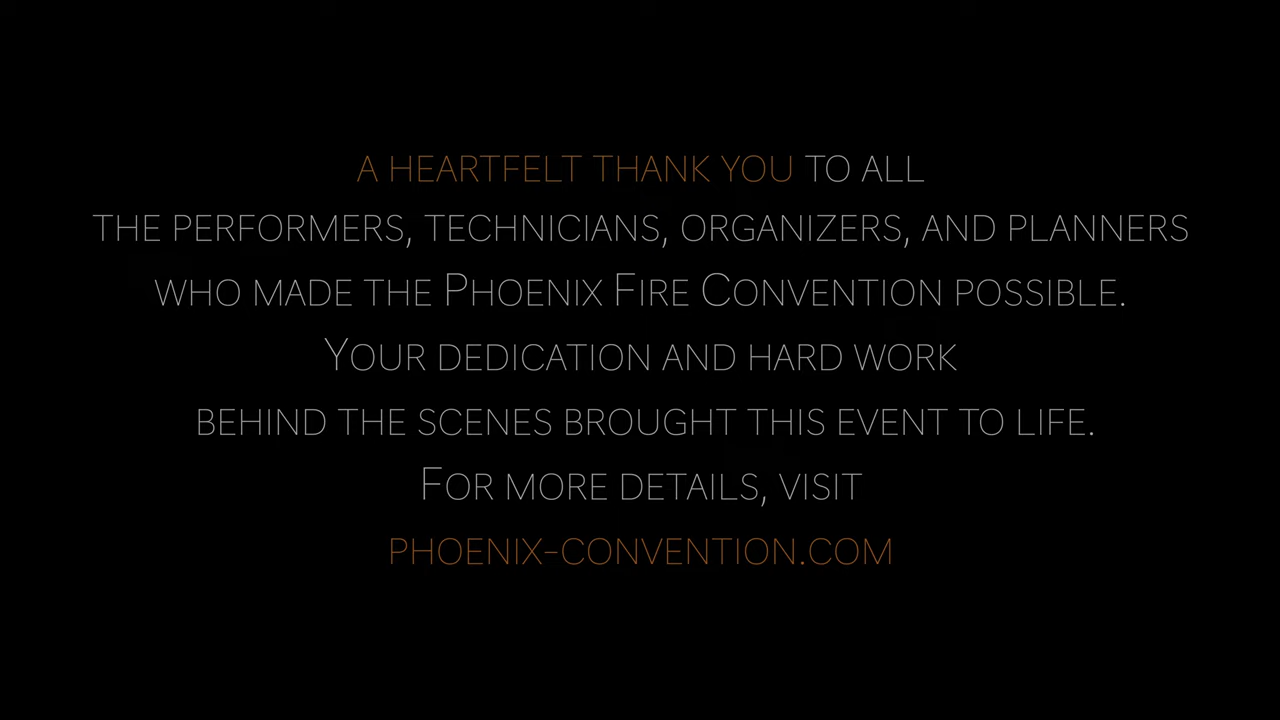 A HEARTFELT THANK YOU TO ALL
THE PERFORMERS, TECHNICIANS, ORGANIZERS, AND PLANNERS
WHO MADE THE PHOENIX FIRE CONVENTION POSSIBLE.
YOUR DEDICATION AND HARD WORK
BEHIND THE SCENES BROUGHT THIS EVENT TO LIFE.
FOR MORE DETAILS, VISIT
PHOENIX-CONVENTION.COM